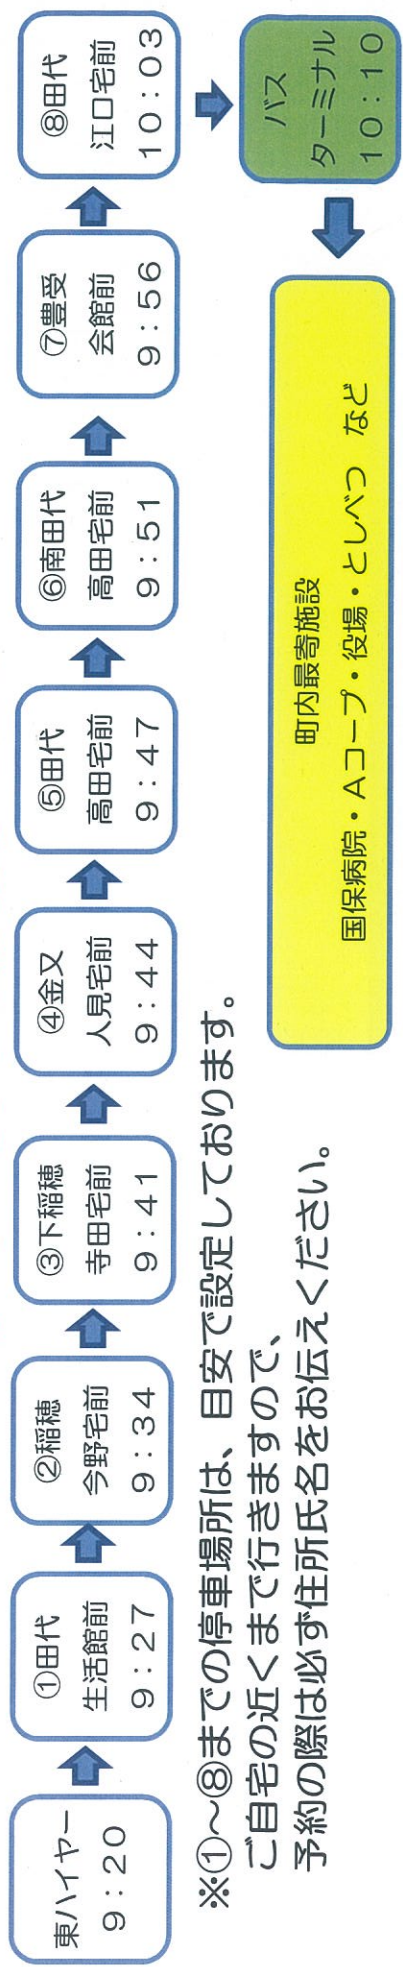 東ハイヤー
9：20
①田代
生活館前
9：27
②稲穂
今野宅前
9：34
③下稲穂
寺田宅前
9：41
④金又
人見宅前
9：44
⑤田代
高田宅前
9：47
⑥南田代
高田宅前
9：51
⑦豊受
会館前
9：56
⑧田代
江口宅前
10：03
バス
ターミナル
10：10
町内最寄施設
国保病院・Aコープ・役場・としべつ　など
※①～⑧までの停車場所は、目安で設定しております。
ご自宅の近くまで行きますので、
予約の際は必ず住所氏名をお伝えください。